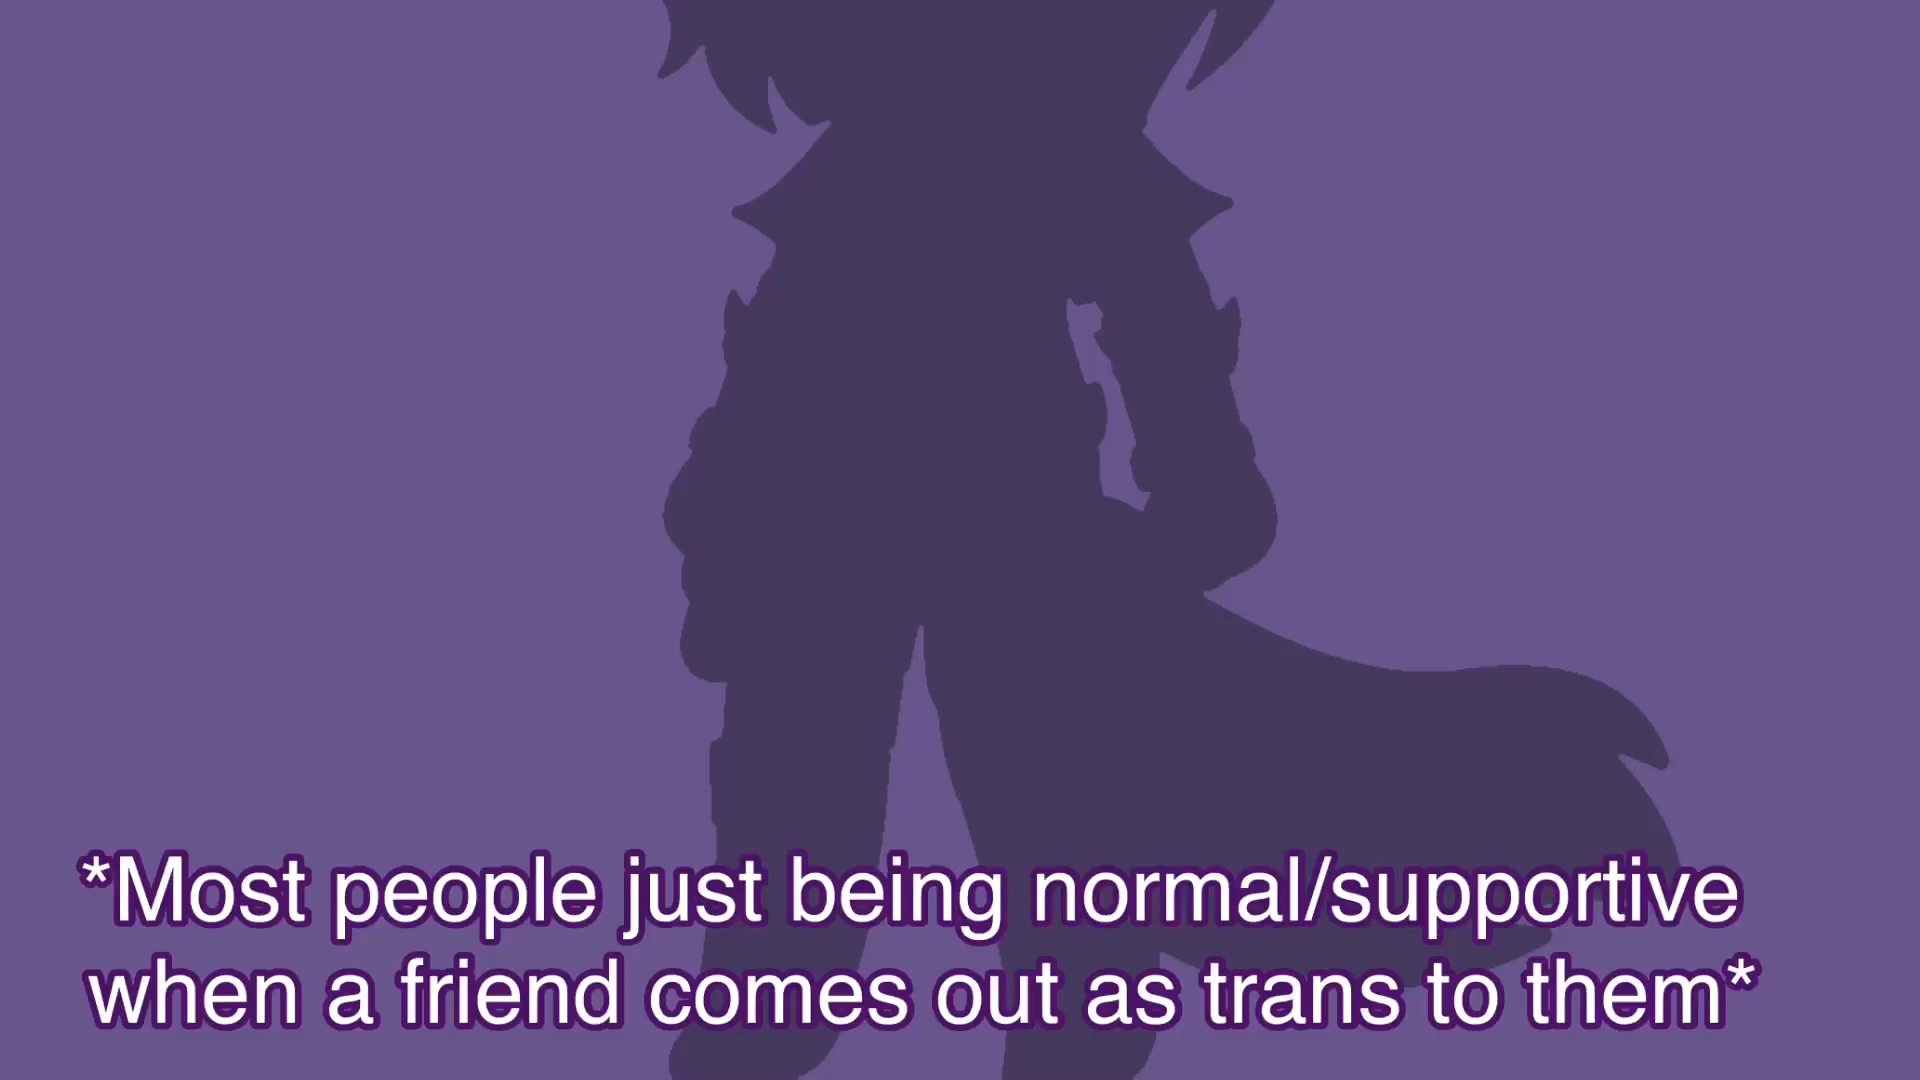 *Most people just being normal/supportive
when a friend comes out as trans to them*